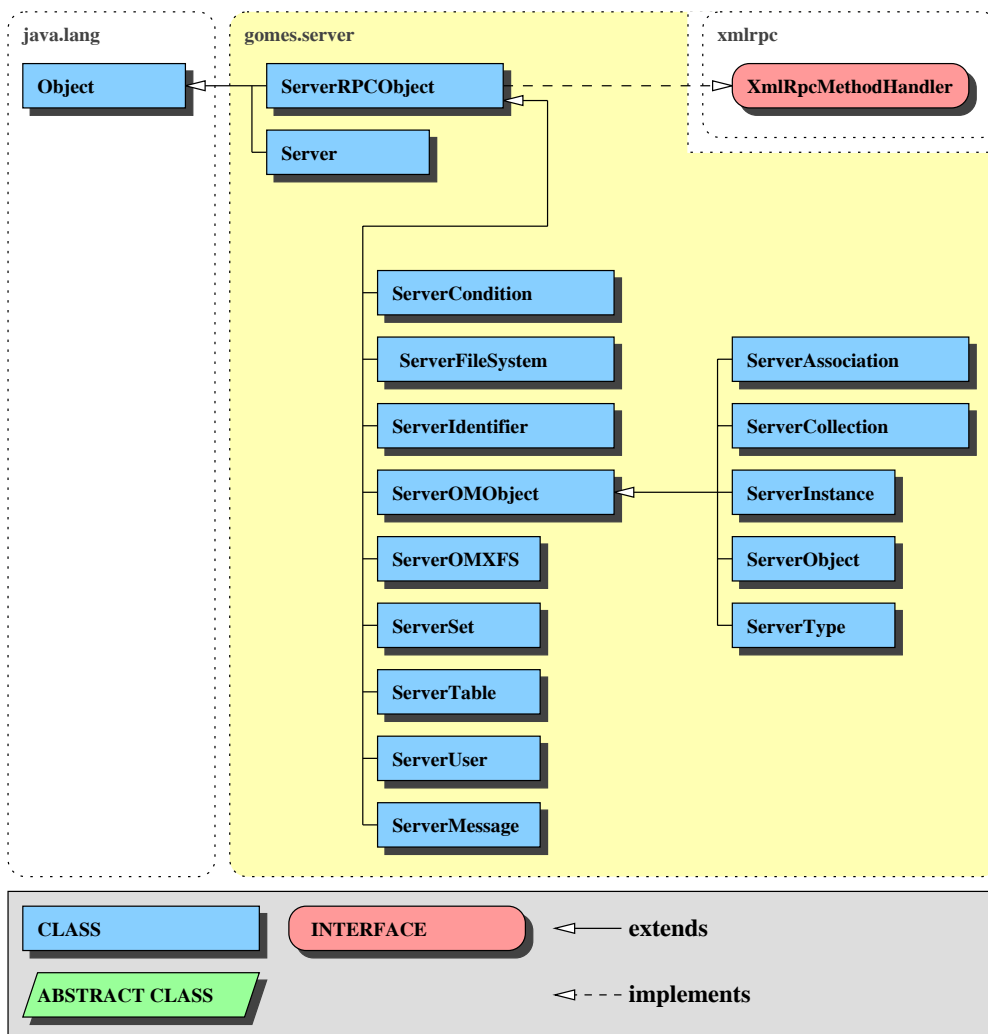 java.lang
gomes.server
xmlrpc
Object
ServerRPCObject
XmlRpcMethodHandler
Server
ServerCondition
ServerFileSystem
ServerAssociation
ServerIdentifier
ServerCollection
ServerOMObject
ServerInstance
ServerOMXFS
ServerObject
ServerSet
ServerType
ServerTable
ServerUser
ServerMessage
CLASS
INTERFACE
extends
ABSTRACT CLASS
implements